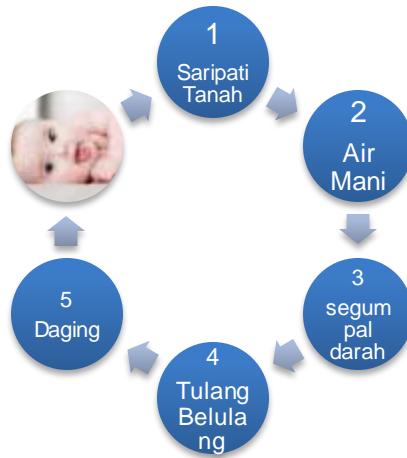 1
Saripati
Tanah
2
Air
Mani
3
segum
pal
darah
4
Tulang
Belula
ng
5
Daging